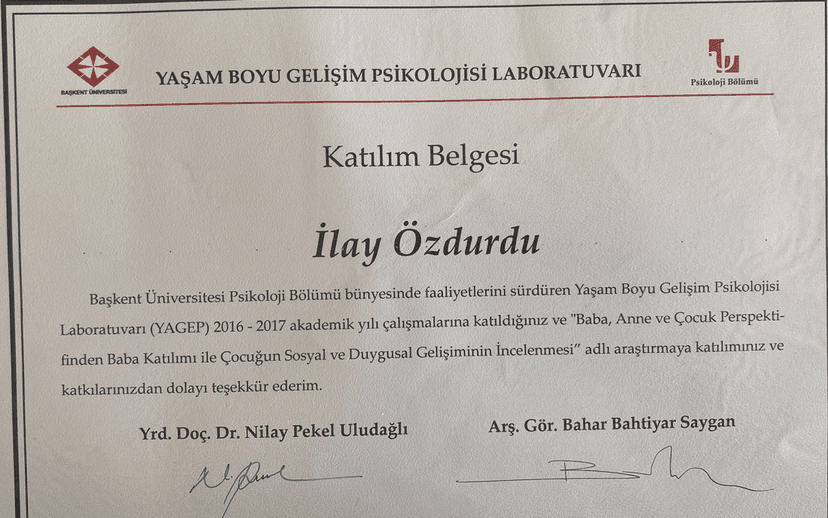 BAŞKENT ÜNİVERSİTESİ
YAŞAM BOYU GELİŞİM PSİKOLOJİSİ LABORATUVARI
Psikoloji Bölümü
Katılım Belgesi
İlay Özdurdu
Başkent Üniversitesi Psikoloji Bölümü bünyesinde faaliyetlerini sürdüren Yaşam Boyu Gelişim Psikolojisi
Laboratuvarı (YAGEP) 2016 - 2017 akademik yılı çalışmalarına katıldığınız ve "Baba, Anne ve Çocuk Perspekti-
finden Baba Katılımı ile Çocuğun Sosyal ve Duygusal Gelişiminin İncelenmesi” adlı araştırmaya katılımınız ve
katkılarınızdan dolayı teşekkür ederim.
Yrd. Doç. Dr. Nilay Pekel Uludağlı
Arş. Gör. Bahar Bahtiyar Saygan